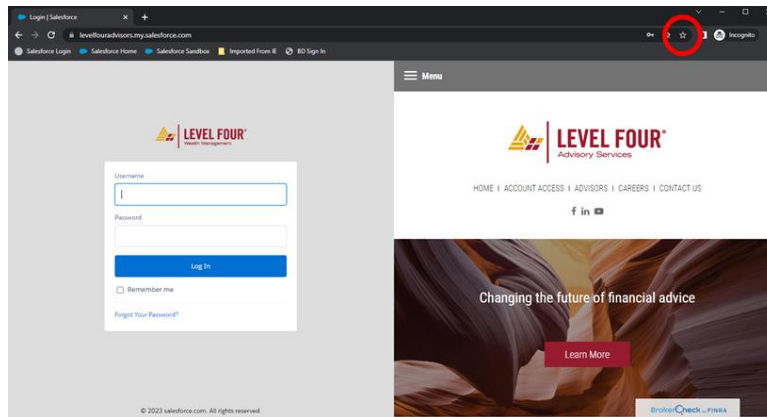 Login | Salesforce
levelfouradvisors.my.salesforce.com
Incognito
Salesforce Login Salesforce Home Salesforce Sandbox Imported From IE BD Sign In
LEVEL FOUR
Wealth Management
Username
Password
Log In
Remember me
Forgot Your Password?
© 2023 salesforce.com. All rights reserved.
Menu
LEVEL FOUR
Advisory Services
HOME | ACCOUNT ACCESS | ADVISORS | CAREERS | CONTACT US
Changing the future of financial advice
Learn More
BrokerCheck by FINRA